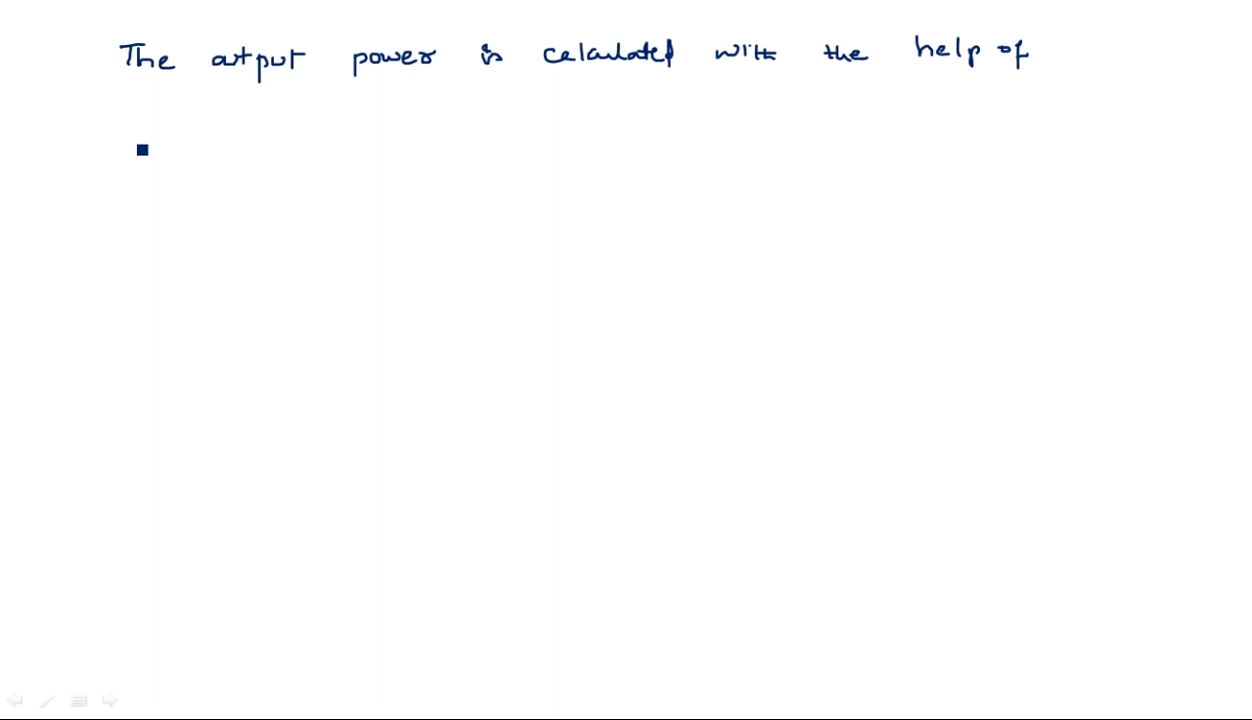 The output power is calculated with the help of